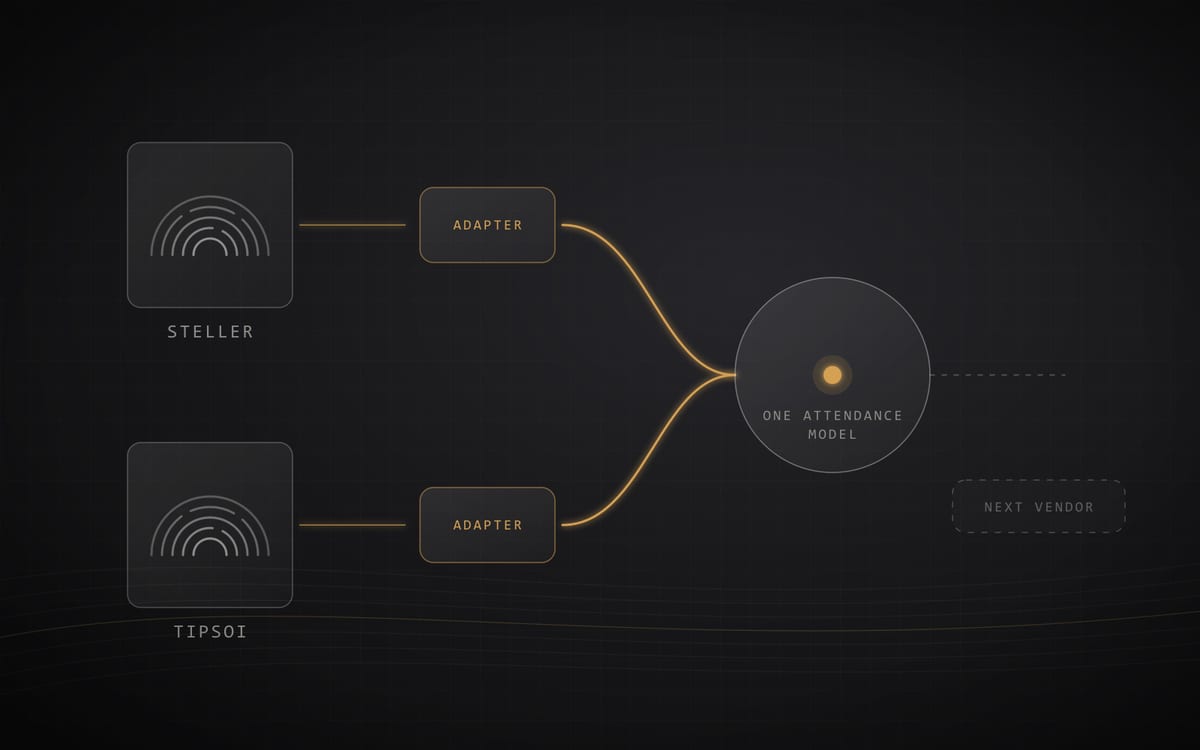 STELLER
ADAPTER
ONE ATTENDANCE
MODEL
NEXT VENDOR
ADAPTER
TIPSOI